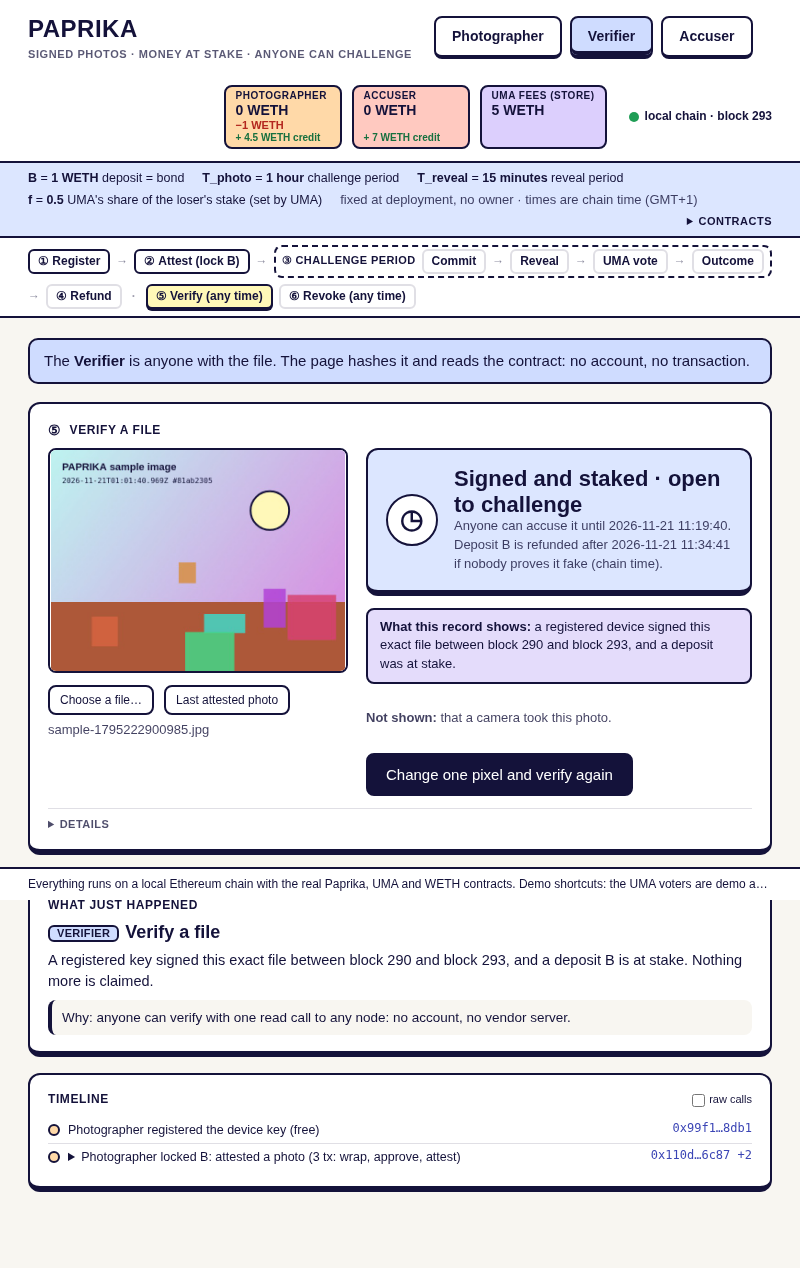 PAPRIKA
SIGNED PHOTOS · MONEY AT STAKE · ANYONE CAN CHALLENGE
Photographer
Verifier
Accuser
PHOTOGRAPHER
0 WETH
−1 WETH
+ 4.5 WETH credit
ACCUSER
0 WETH
+ 7 WETH credit
UMA FEES (STORE)
5 WETH
local chain · block 293
B = 1 WETH deposit = bond T_photo = 1 hour challenge period T_reveal = 15 minutes reveal period
f = 0.5 UMA's share of the loser's stake (set by UMA) fixed at deployment, no owner · times are chain time (GMT+1)
▶ CONTRACTS
① Register → ② Attest (lock B) → ③ CHALLENGE PERIOD Commit → Reveal → UMA vote → Outcome
→ ④ Refund · ⑤ Verify (any time) ⑥ Revoke (any time)
The Verifier is anyone with the file. The page hashes it and reads the contract: no account, no transaction.
⑤ VERIFY A FILE
PAPRIKA sample image
2026-11-21T01:01:40.969Z #81ab2305
Choose a file…
Last attested photo
sample-1795222900985.jpg
Signed and staked · open
to challenge
Anyone can accuse it until 2026-11-21 11:19:40.
Deposit B is refunded after 2026-11-21 11:34:41
if nobody proves it fake (chain time).
What this record shows: a registered device signed this
exact file between block 290 and block 293, and a deposit
was at stake.
Not shown: that a camera took this photo.
Change one pixel and verify again
▶ DETAILS
Everything runs on a local Ethereum chain with the real Paprika, UMA and WETH contracts. Demo shortcuts: the UMA voters are demo a…
WHAT JUST HAPPENED
VERIFIER Verify a file
A registered key signed this exact file between block 290 and block 293, and a deposit B is at stake. Nothing
more is claimed.
Why: anyone can verify with one read call to any node: no account, no vendor server.
TIMELINE
raw calls
Photographer registered the device key (free) 0x99f1…8db1
▶ Photographer locked B: attested a photo (3 tx: wrap, approve, attest) 0x110d…6c87 +2